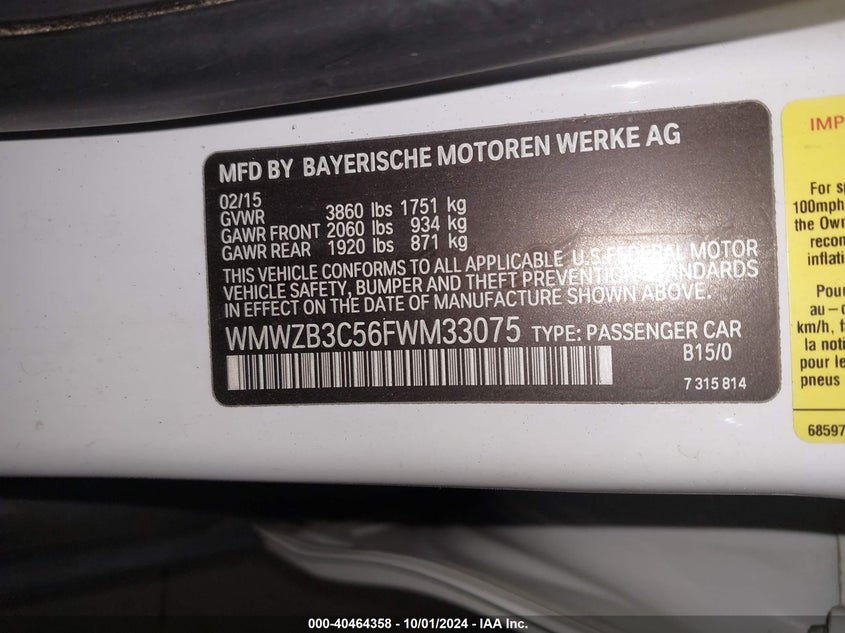 MFD BY BAYERISCHE MOTOREN WERKE AG
02/15
GVWR 3860 lbs 1751 kg
GAWR FRONT 2060 lbs 934 kg
GAWR REAR 1920 lbs 871 kg
THIS VEHICLE CONFORMS TO ALL APPLICABLE U.S. FEDERAL MOTOR
VEHICLE SAFETY, BUMPER AND THEFT PREVENTION STANDARDS
IN EFFECT ON THE DATE OF MANUFACTURE SHOWN ABOVE.
WMWZB3C56FWM33075 TYPE: PASSENGER CAR
B15/0
7 315 814
IMP
For sp
100mph
the Own
recon
inflati
Pour
au-d
km/h, f
la noti
pour le
pneus
68597
000-40464358 - 10/01/2024 - IAA Inc.